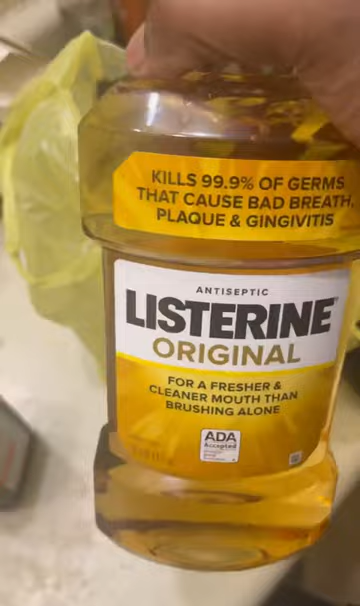 KILLS 99.9% OF GERMS
THAT CAUSE BAD BREATH,
PLAQUE & GINGIVITIS
ANTISEPTIC
LISTERINE
ORIGINAL
FOR A FRESHER &
CLEANER MOUTH THAN
BRUSHING ALONE
ADA
Accepted